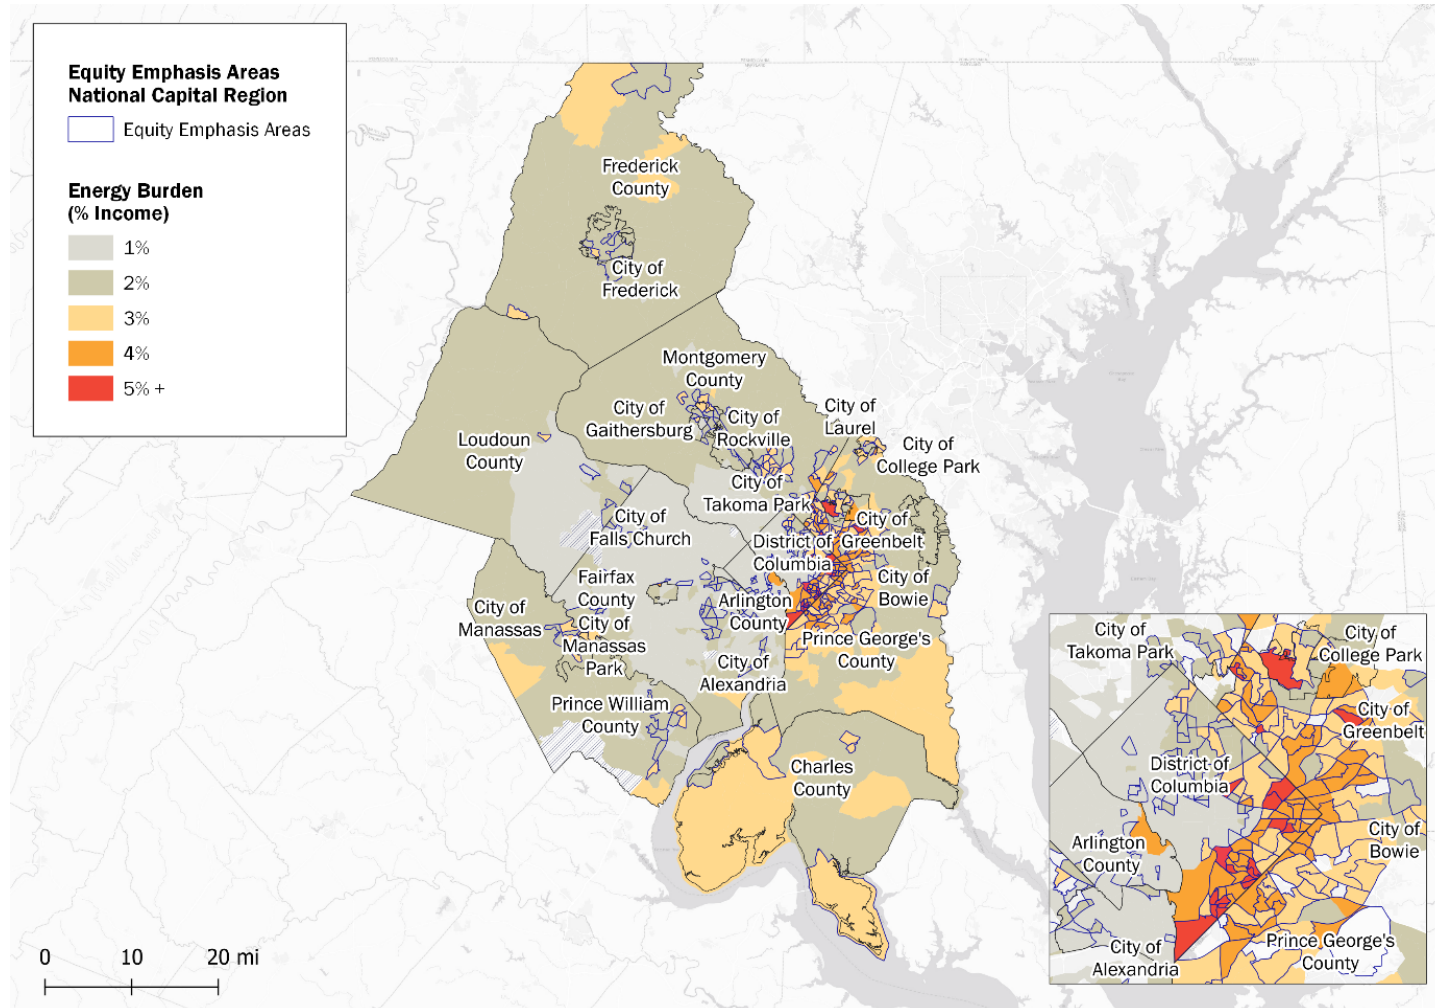 Equity Emphasis Areas
National Capital Region
Equity Emphasis Areas
Energy Burden
(% Income)
1%
2%
3%
4%
5% +
Frederick
County
City of
Frederick
Montgomery
County
City of
Gaithersburg
City of
Rockville
City of
Laurel
City of
College Park
Loudoun
County
City of
Takoma Park
City of
Falls Church
District of
Columbia
City of
Greenbelt
Fairfax
County
City of
Bowie
City of
Manassas
City of
Manassas
Park
Arlington
County
Prince George's
County
City of
Alexandria
Prince William
County
Charles
County
0 10 20 mi
City of
Takoma Park
City of
College Park
City of
Greenbelt
District of
Columbia
Arlington
County
City of
Bowie
City of
Alexandria
Prince George's
County